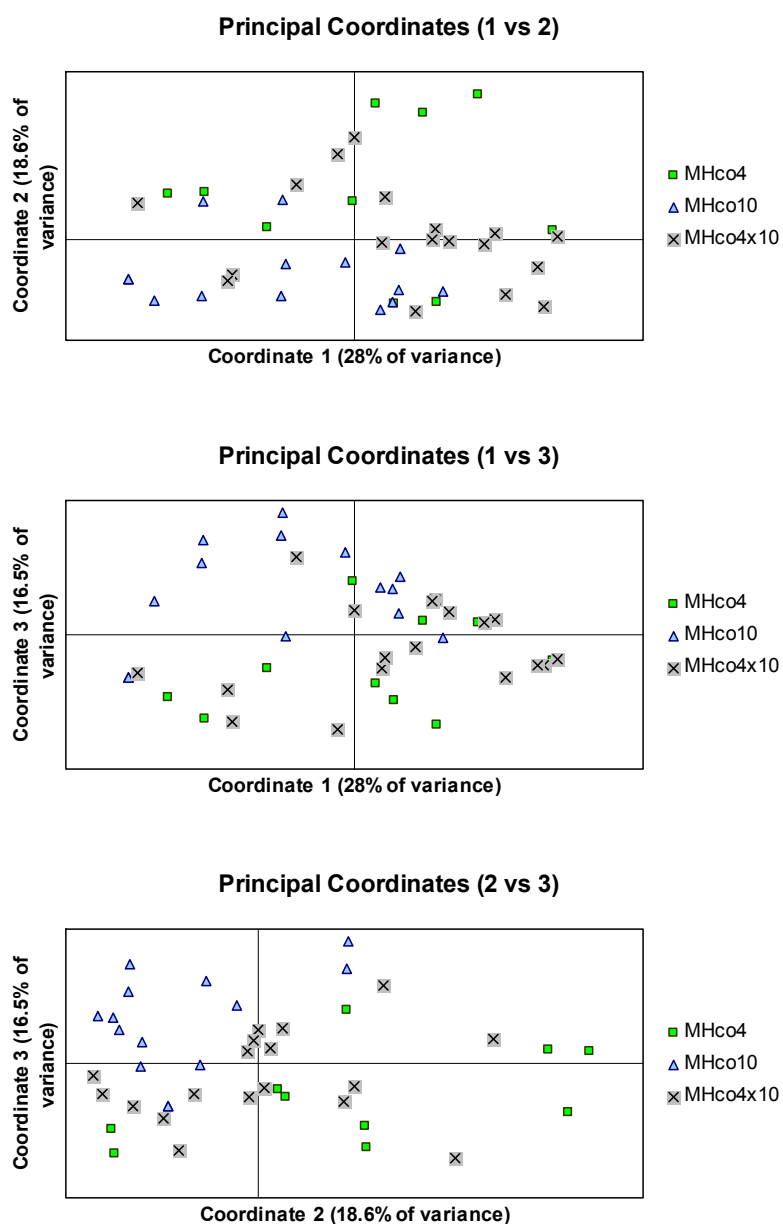 Principal Coordinates (1 vs 2)
Coordinate 2 (18.6% of
variance)
MHco4
MHco10
MHco4x10
Coordinate 1 (28% of variance)
Principal Coordinates (1 vs 3)
Coordinate 3 (16.5% of
variance)
MHco4
MHco10
MHco4x10
Coordinate 1 (28% of variance)
Principal Coordinates (2 vs 3)
Coordinate 3 (16.5% of
variance)
MHco4
MHco10
MHco4x10
Coordinate 2 (18.6% of variance)